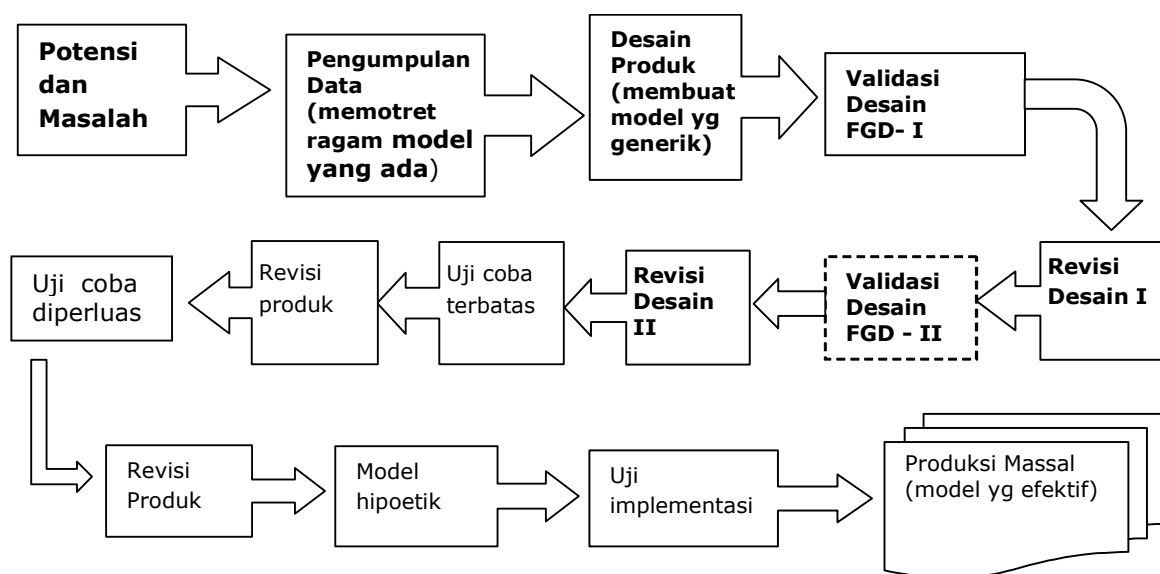 Potensi
dan
Masalah
Pengumpulan
Data
(memotret
ragam model
yang ada)
Desain
Produk
(membuat
model yg
generik)
Validasi
Desain
FGD- I
Revisi
Desain I
Validasi
Desain
FGD - II
Revisi
Desain
II
Uji coba
terbatas
Revisi
produk
Uji coba
diperluas
Revisi
Produk
Model
hipoetik
Uji
implementasi
Produksi Massal
(model yg efektif)